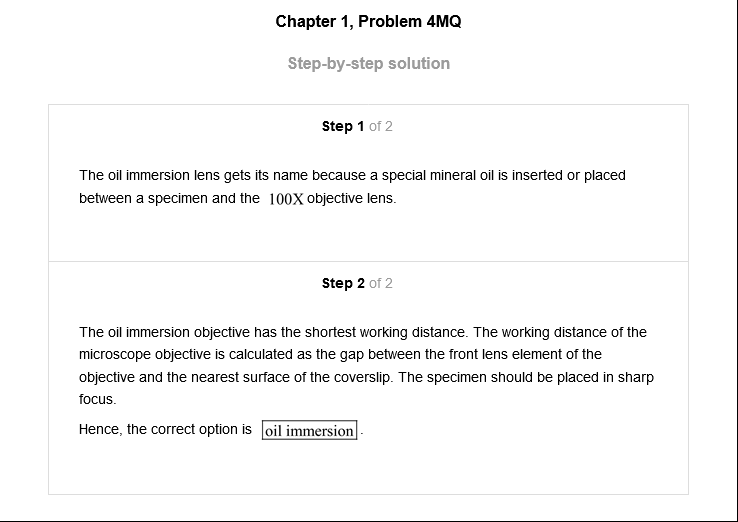 Chapter 1, Problem 4MQ
Step-by-step solution
Step 1 of 2
The oil immersion lens gets its name because a special mineral oil is inserted or placed
between a specimen and the 100X objective lens.
Step 2 of 2
The oil immersion objective has the shortest working distance. The working distance of the
microscope objective is calculated as the gap between the front lens element of the
objective and the nearest surface of the coverslip. The specimen should be placed in sharp
focus.
Hence, the correct option is oil immersion.